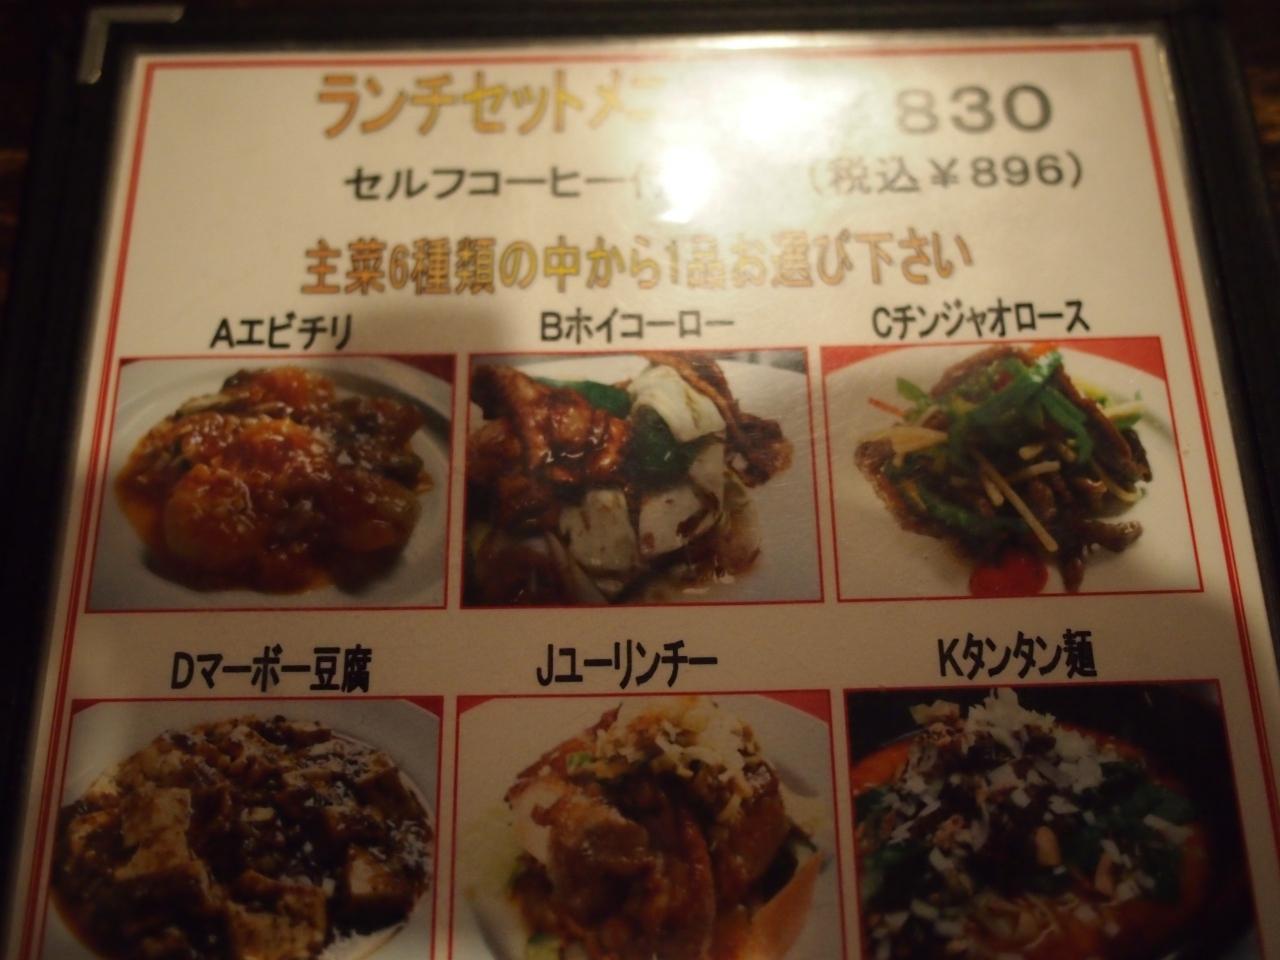 ランチセットメニ 830
セルフコーヒー付 (税込￥896)
主菜6種類の中から1品お選び下さい
Aエビチリ Bホイコーロー Cチンジャオロース
Dマーボー豆腐 Jユーリンチー Kタンタン麺